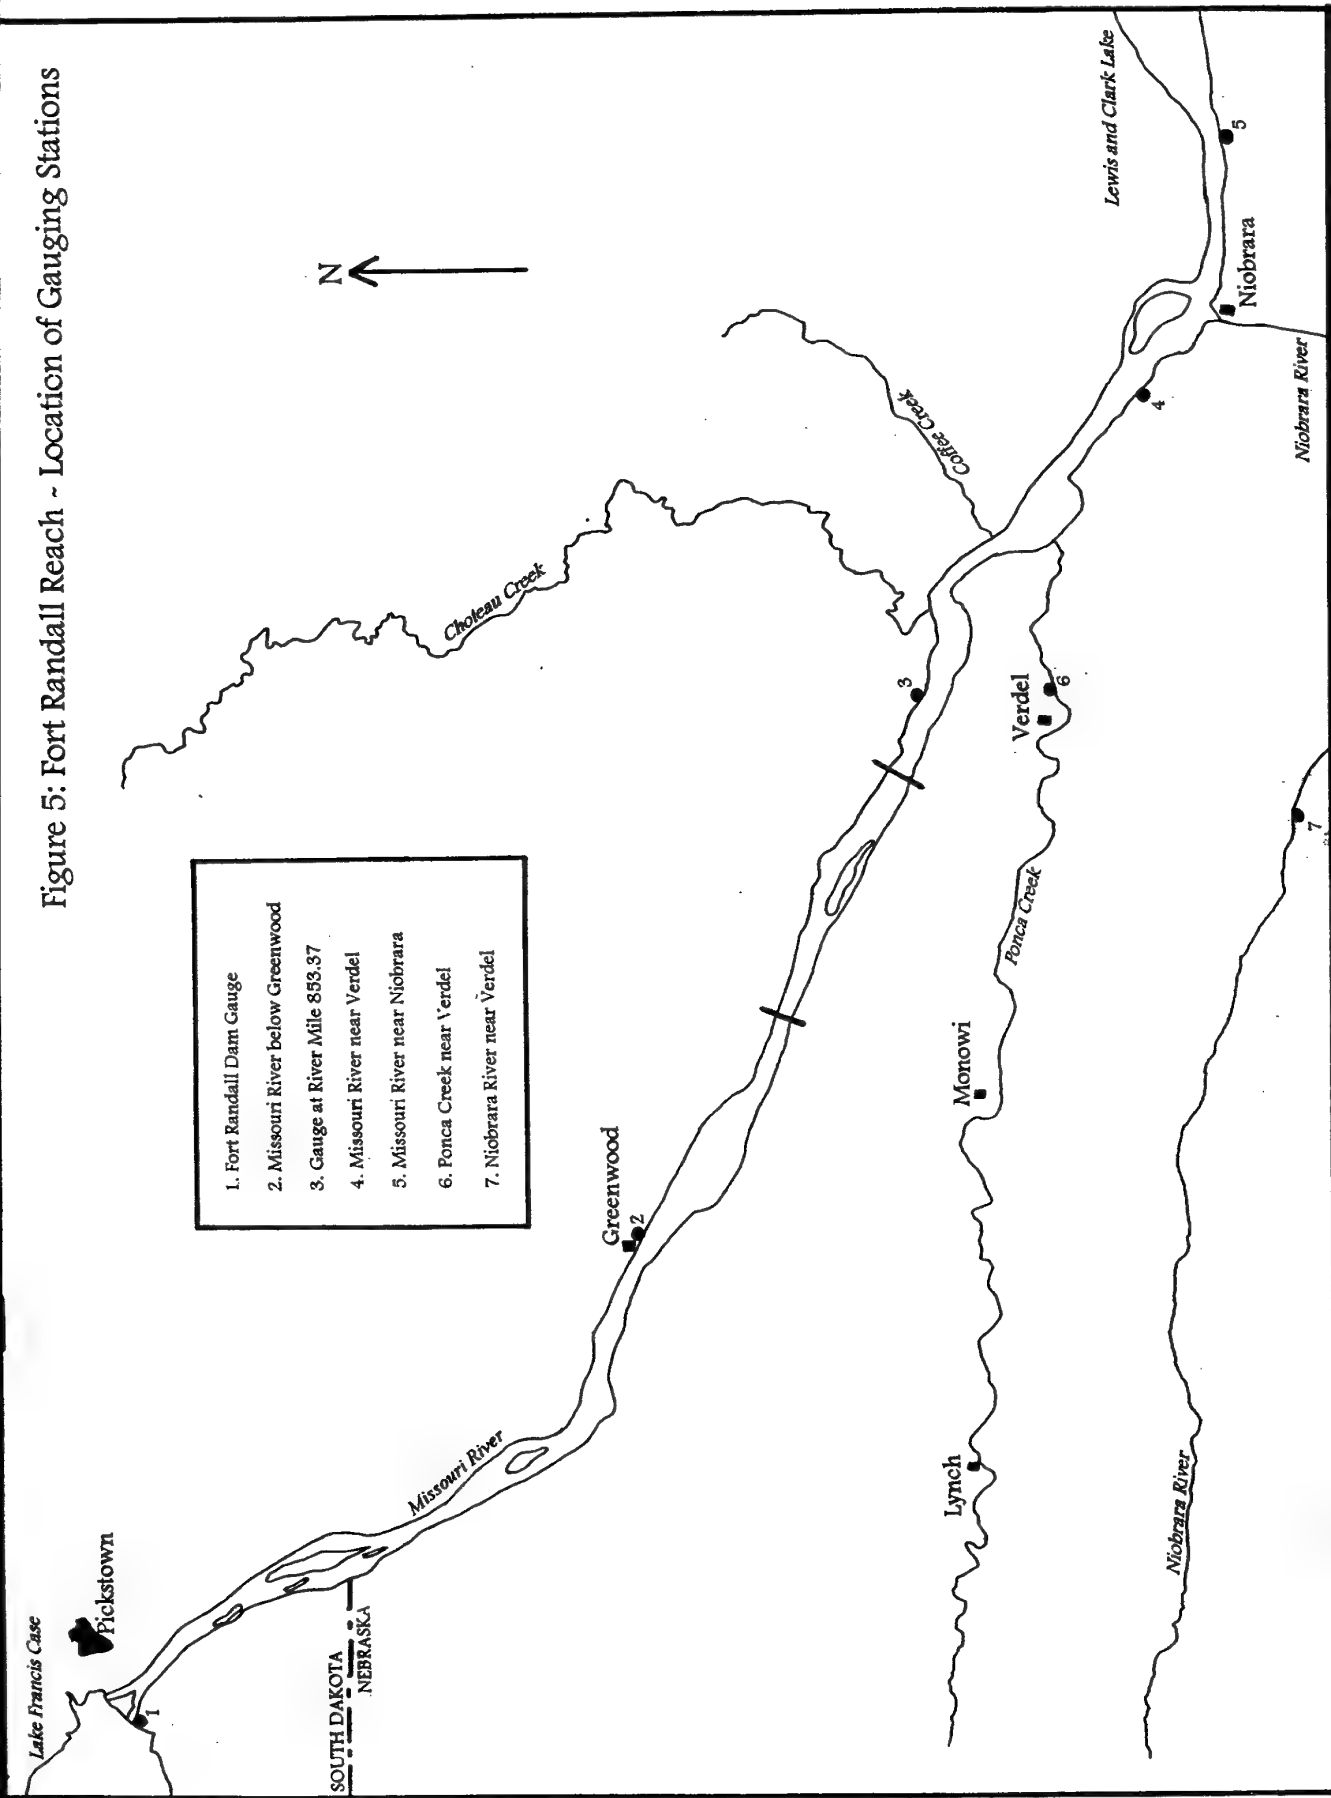 Figure 5: Fort Randall Reach ~ Location of Gauging Stations
Lake Francis Case
Pickstown
1
SOUTH DAKOTA
NEBRASKA
Missouri River
1. Fort Randall Dam Gauge
2. Missouri River below Greenwood
3. Gauge at River Mile 853.37
4. Missouri River near Verdel
5. Missouri River near Niobrara
6. Ponca Creek near Verdel
7. Niobrara River near Verdel
N
Choteau Creek
Greenwood
2
Coffee Creek
3
Lynch
Monowi
Ponca Creek
Verdel
6
Lewis and Clark Lake
4
5
Niobrara
Niobrara River
Niobrara River
7